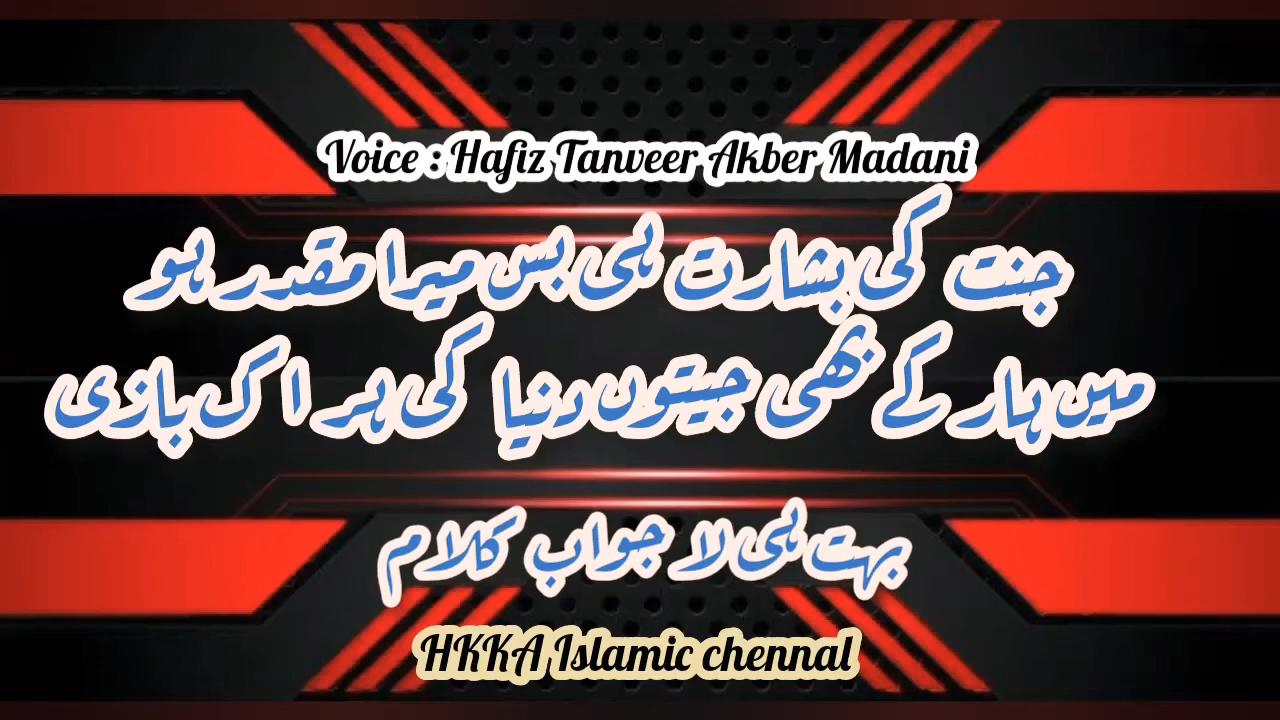 Voice : Hafiz Tanveer Akber Madani
جنت کی بشارت ہی بس میرا مقدر ہو
میں ہار کے بھی جیتوں دنیا کی ہر اک بازی
بہت ہی لا جواب کلام
HKKA Islamic chennal